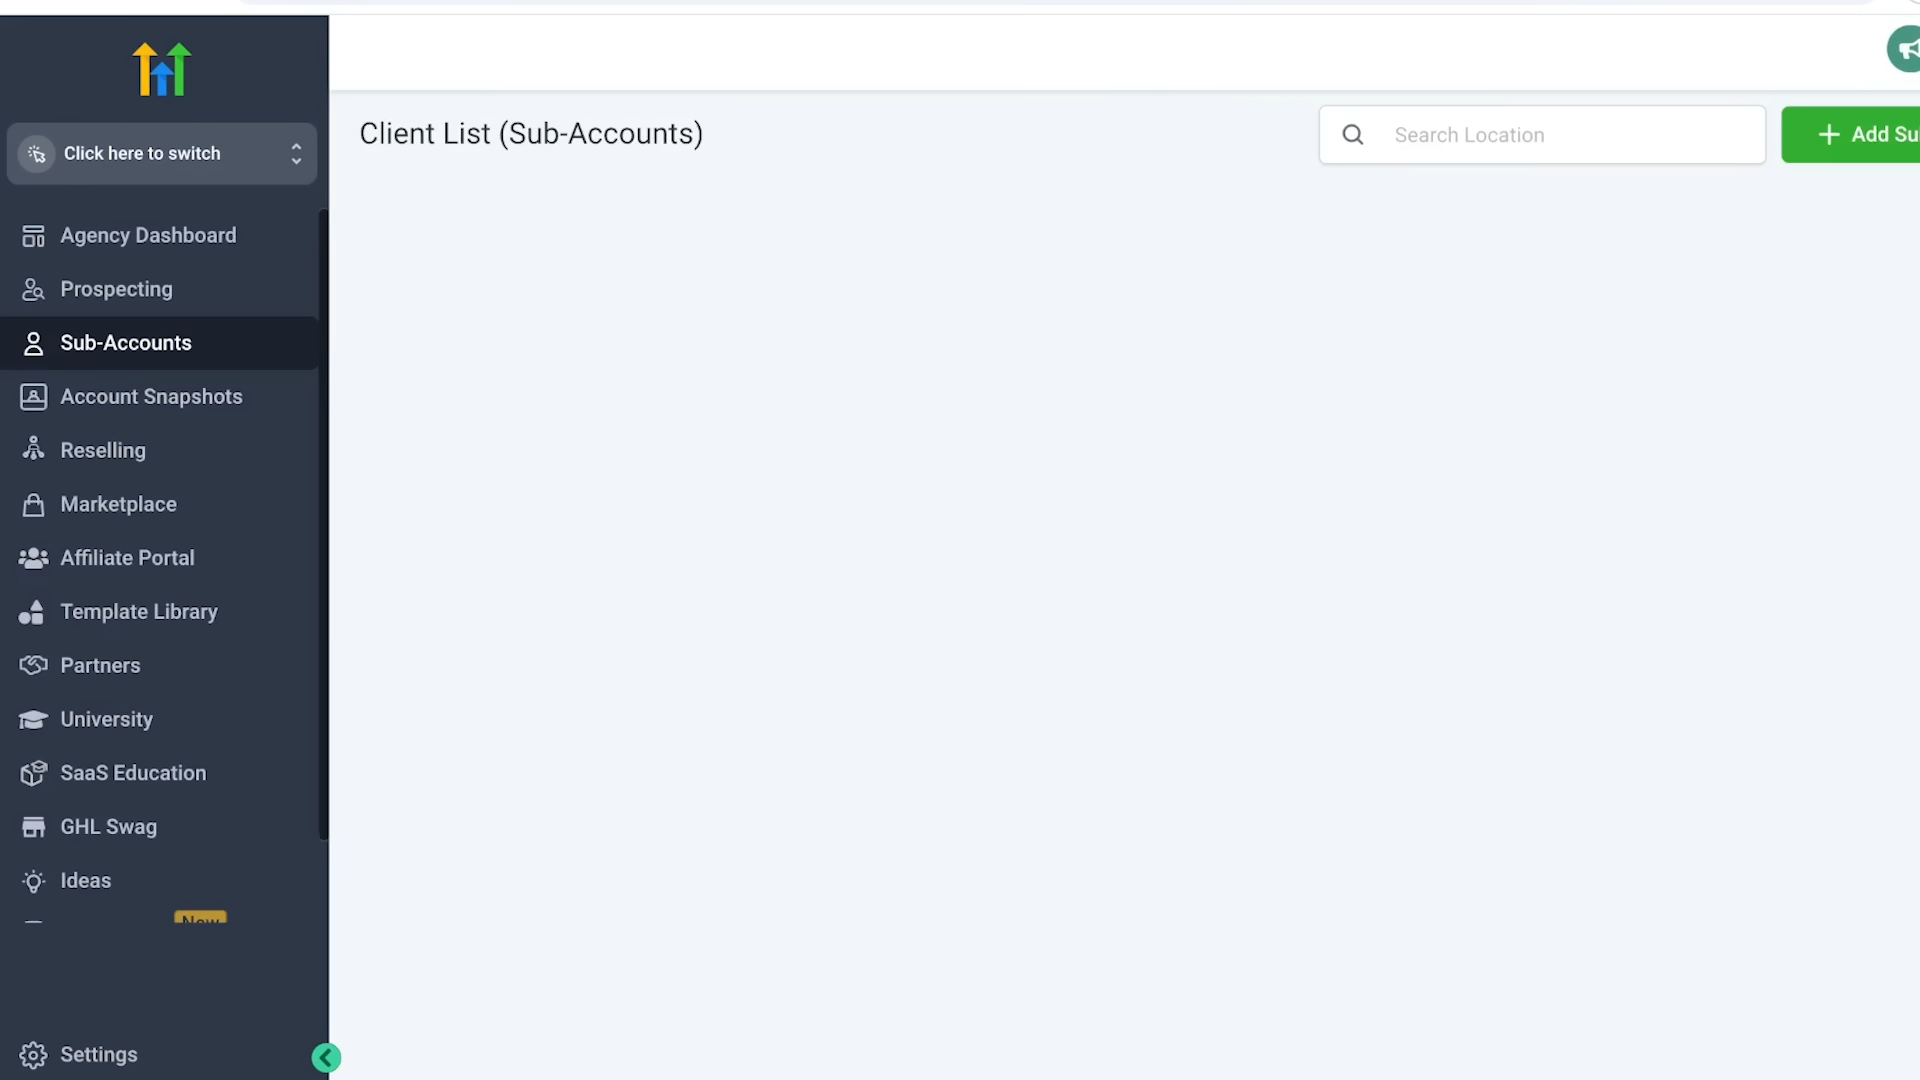 Click here to switch
Agency Dashboard
Prospecting
Sub-Accounts
Account Snapshots
Reselling
Marketplace
Affiliate Portal
Template Library
Partners
University
SaaS Education
GHL Swag
Ideas
New
Settings
Client List (Sub-Accounts)
Search Location
Add Su